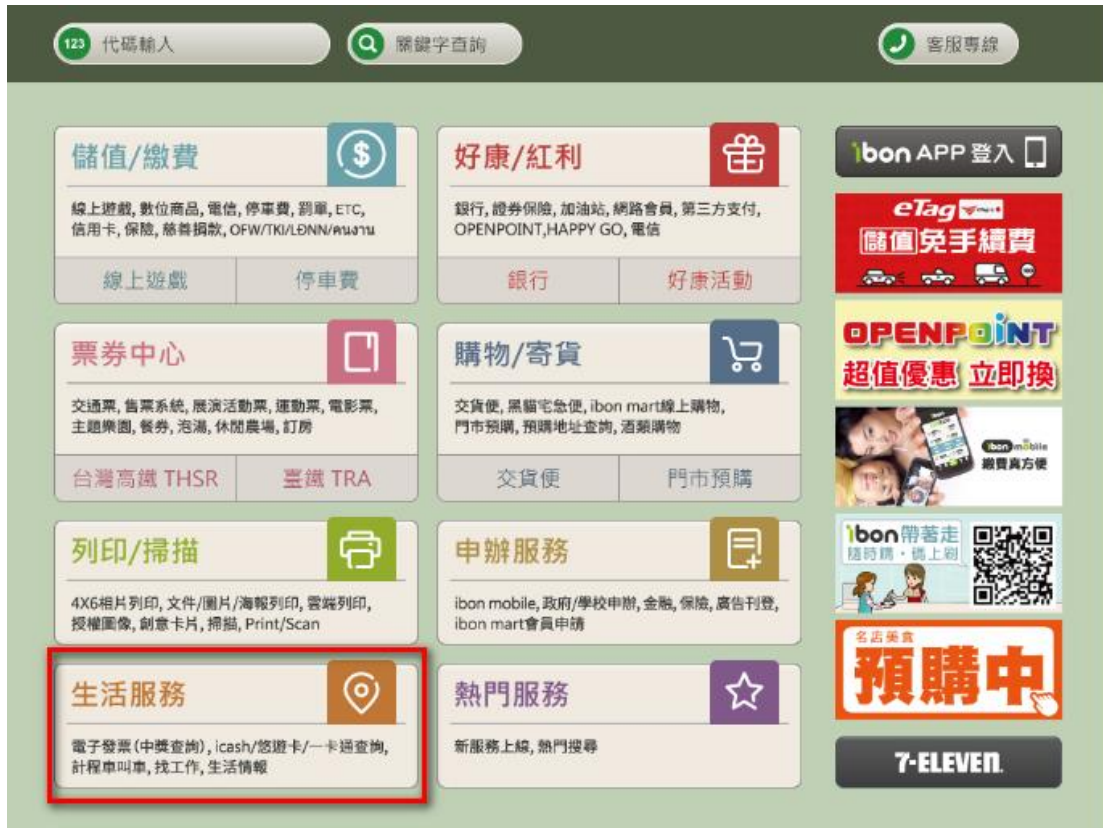 123 代碼輸入
關鍵字查詢
客服專線
儲值/繳費
線上遊戲, 數位商品, 電信, 停車費, 罰單, ETC,
信用卡, 保險, 慈善捐款, OFW/TKI/LĐNN/คนงาน
線上遊戲
停車費
好康/紅利
銀行, 證券保險, 加油站, 網路會員, 第三方支付,
OPENPOINT,HAPPY GO, 電信
銀行
好康活動
票券中心
交通票, 售票系統, 展演活動票, 運動票, 電影票,
主題樂園, 餐券, 泡湯, 休閒農場, 訂房
台灣高鐵 THSR
臺鐵 TRA
購物/寄貨
交貨便, 黑貓宅急便, ibon mart線上購物,
門市預購, 預購地址查詢, 酒類購物
交貨便
門市預購
列印/掃描
4X6相片列印, 文件/圖片/海報列印, 雲端列印,
授權圖像, 創意卡片, 掃描, Print/Scan
申辦服務
ibon mobile, 政府/學校申辦, 金融, 保險, 廣告刊登,
ibon mart會員申請
生活服務
電子發票(中獎查詢), icash/悠遊卡/一卡通查詢,
計程車叫車, 找工作, 生活情報
熱門服務
新服務上線, 熱門搜尋
ibon APP 登入
eTag
儲值免手續費
OPENPOINT
超值優惠 立即換
ibon mobile
繳費真方便
ibon帶著走
隨時購・碼上刷
名店美食
預購中
7-ELEVEN.